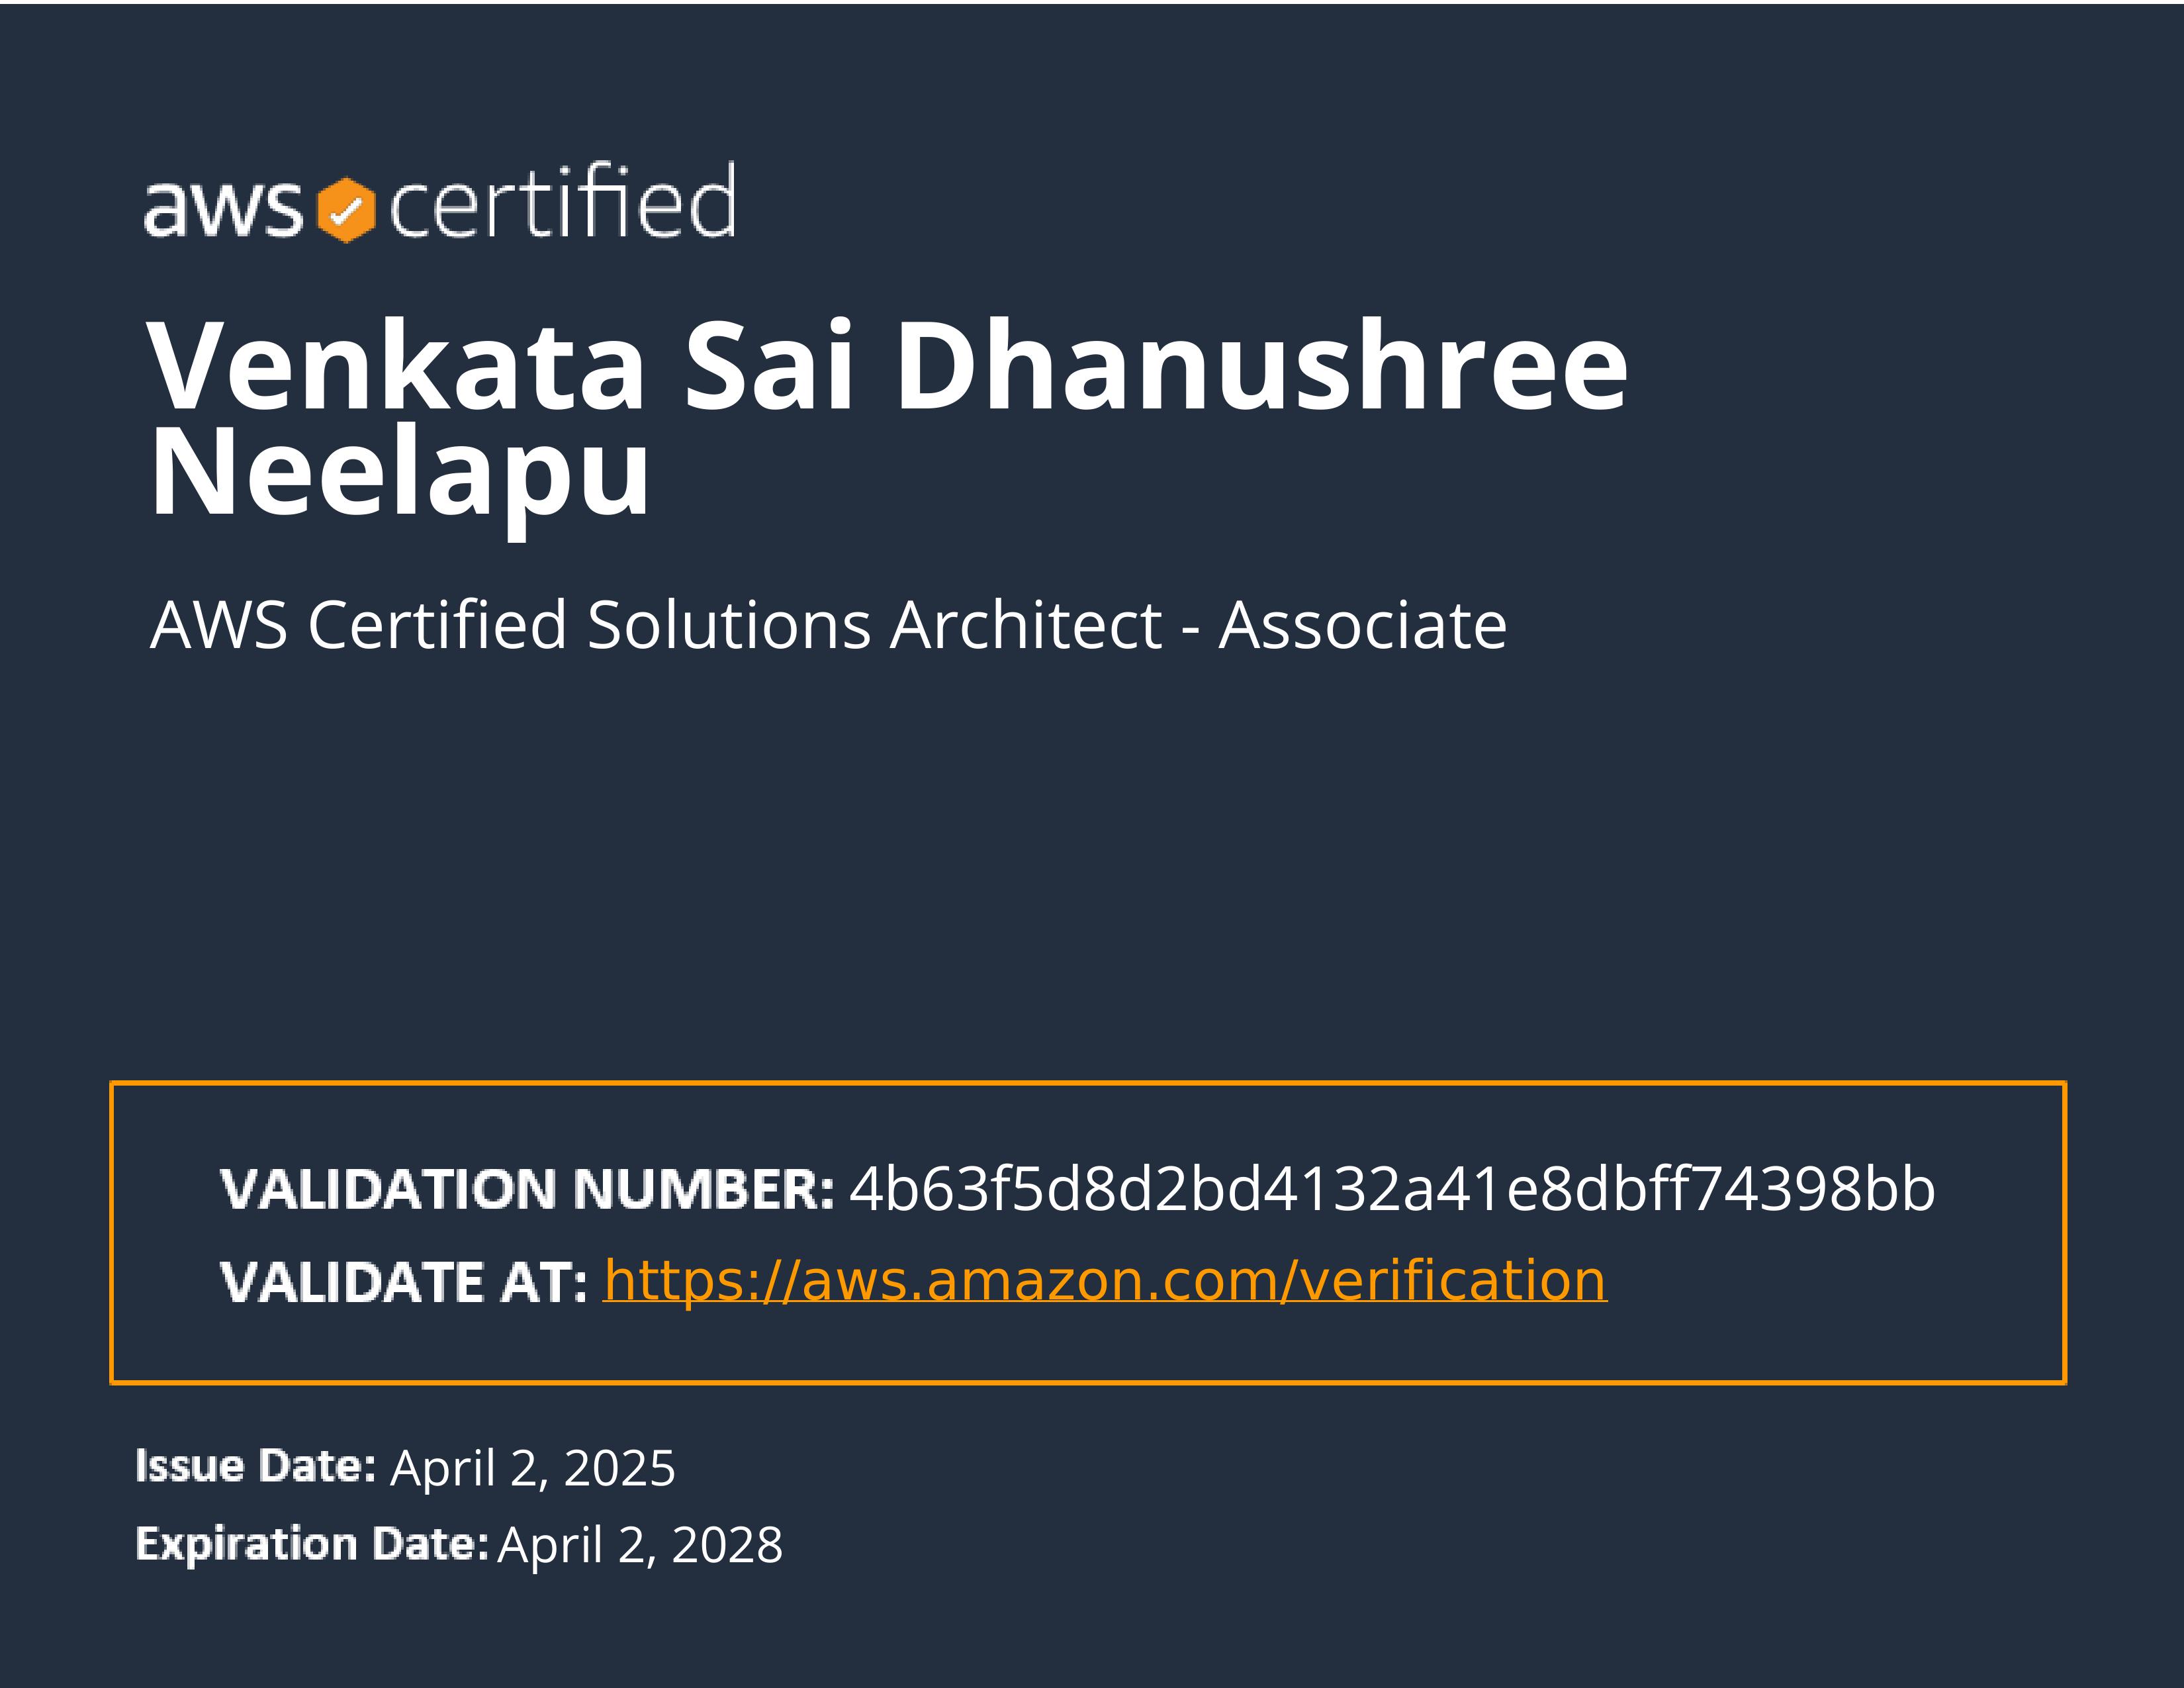 aws certified
Venkata Sai Dhanushree
Neelapu
AWS Certified Solutions Architect - Associate
VALIDATION NUMBER: 4b63f5d8d2bd4132a41e8dbff74398bb
VALIDATE AT: https://aws.amazon.com/verification
Issue Date: April 2, 2025
Expiration Date: April 2, 2028